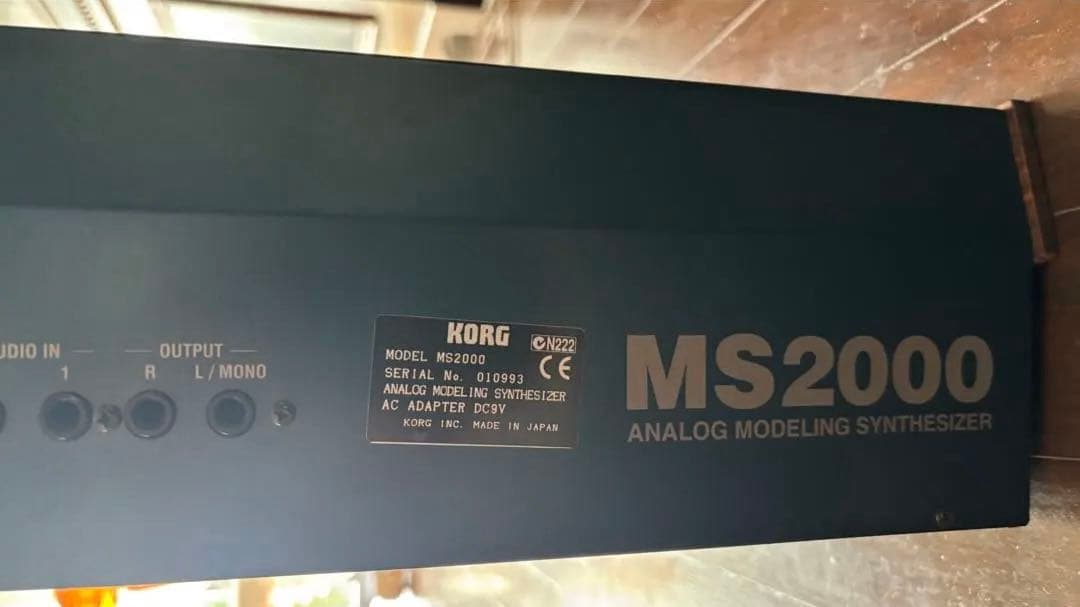 UDIO IN
1
OUTPUT
R L/MONO
KORG
N222
MODEL MS2000
CE
SERIAL No. 010993
ANALOG MODELING SYNTHESIZER
AC ADAPTER DC9V
KORG INC. MADE IN JAPAN
MS2000
ANALOG MODELING SYNTHESIZER